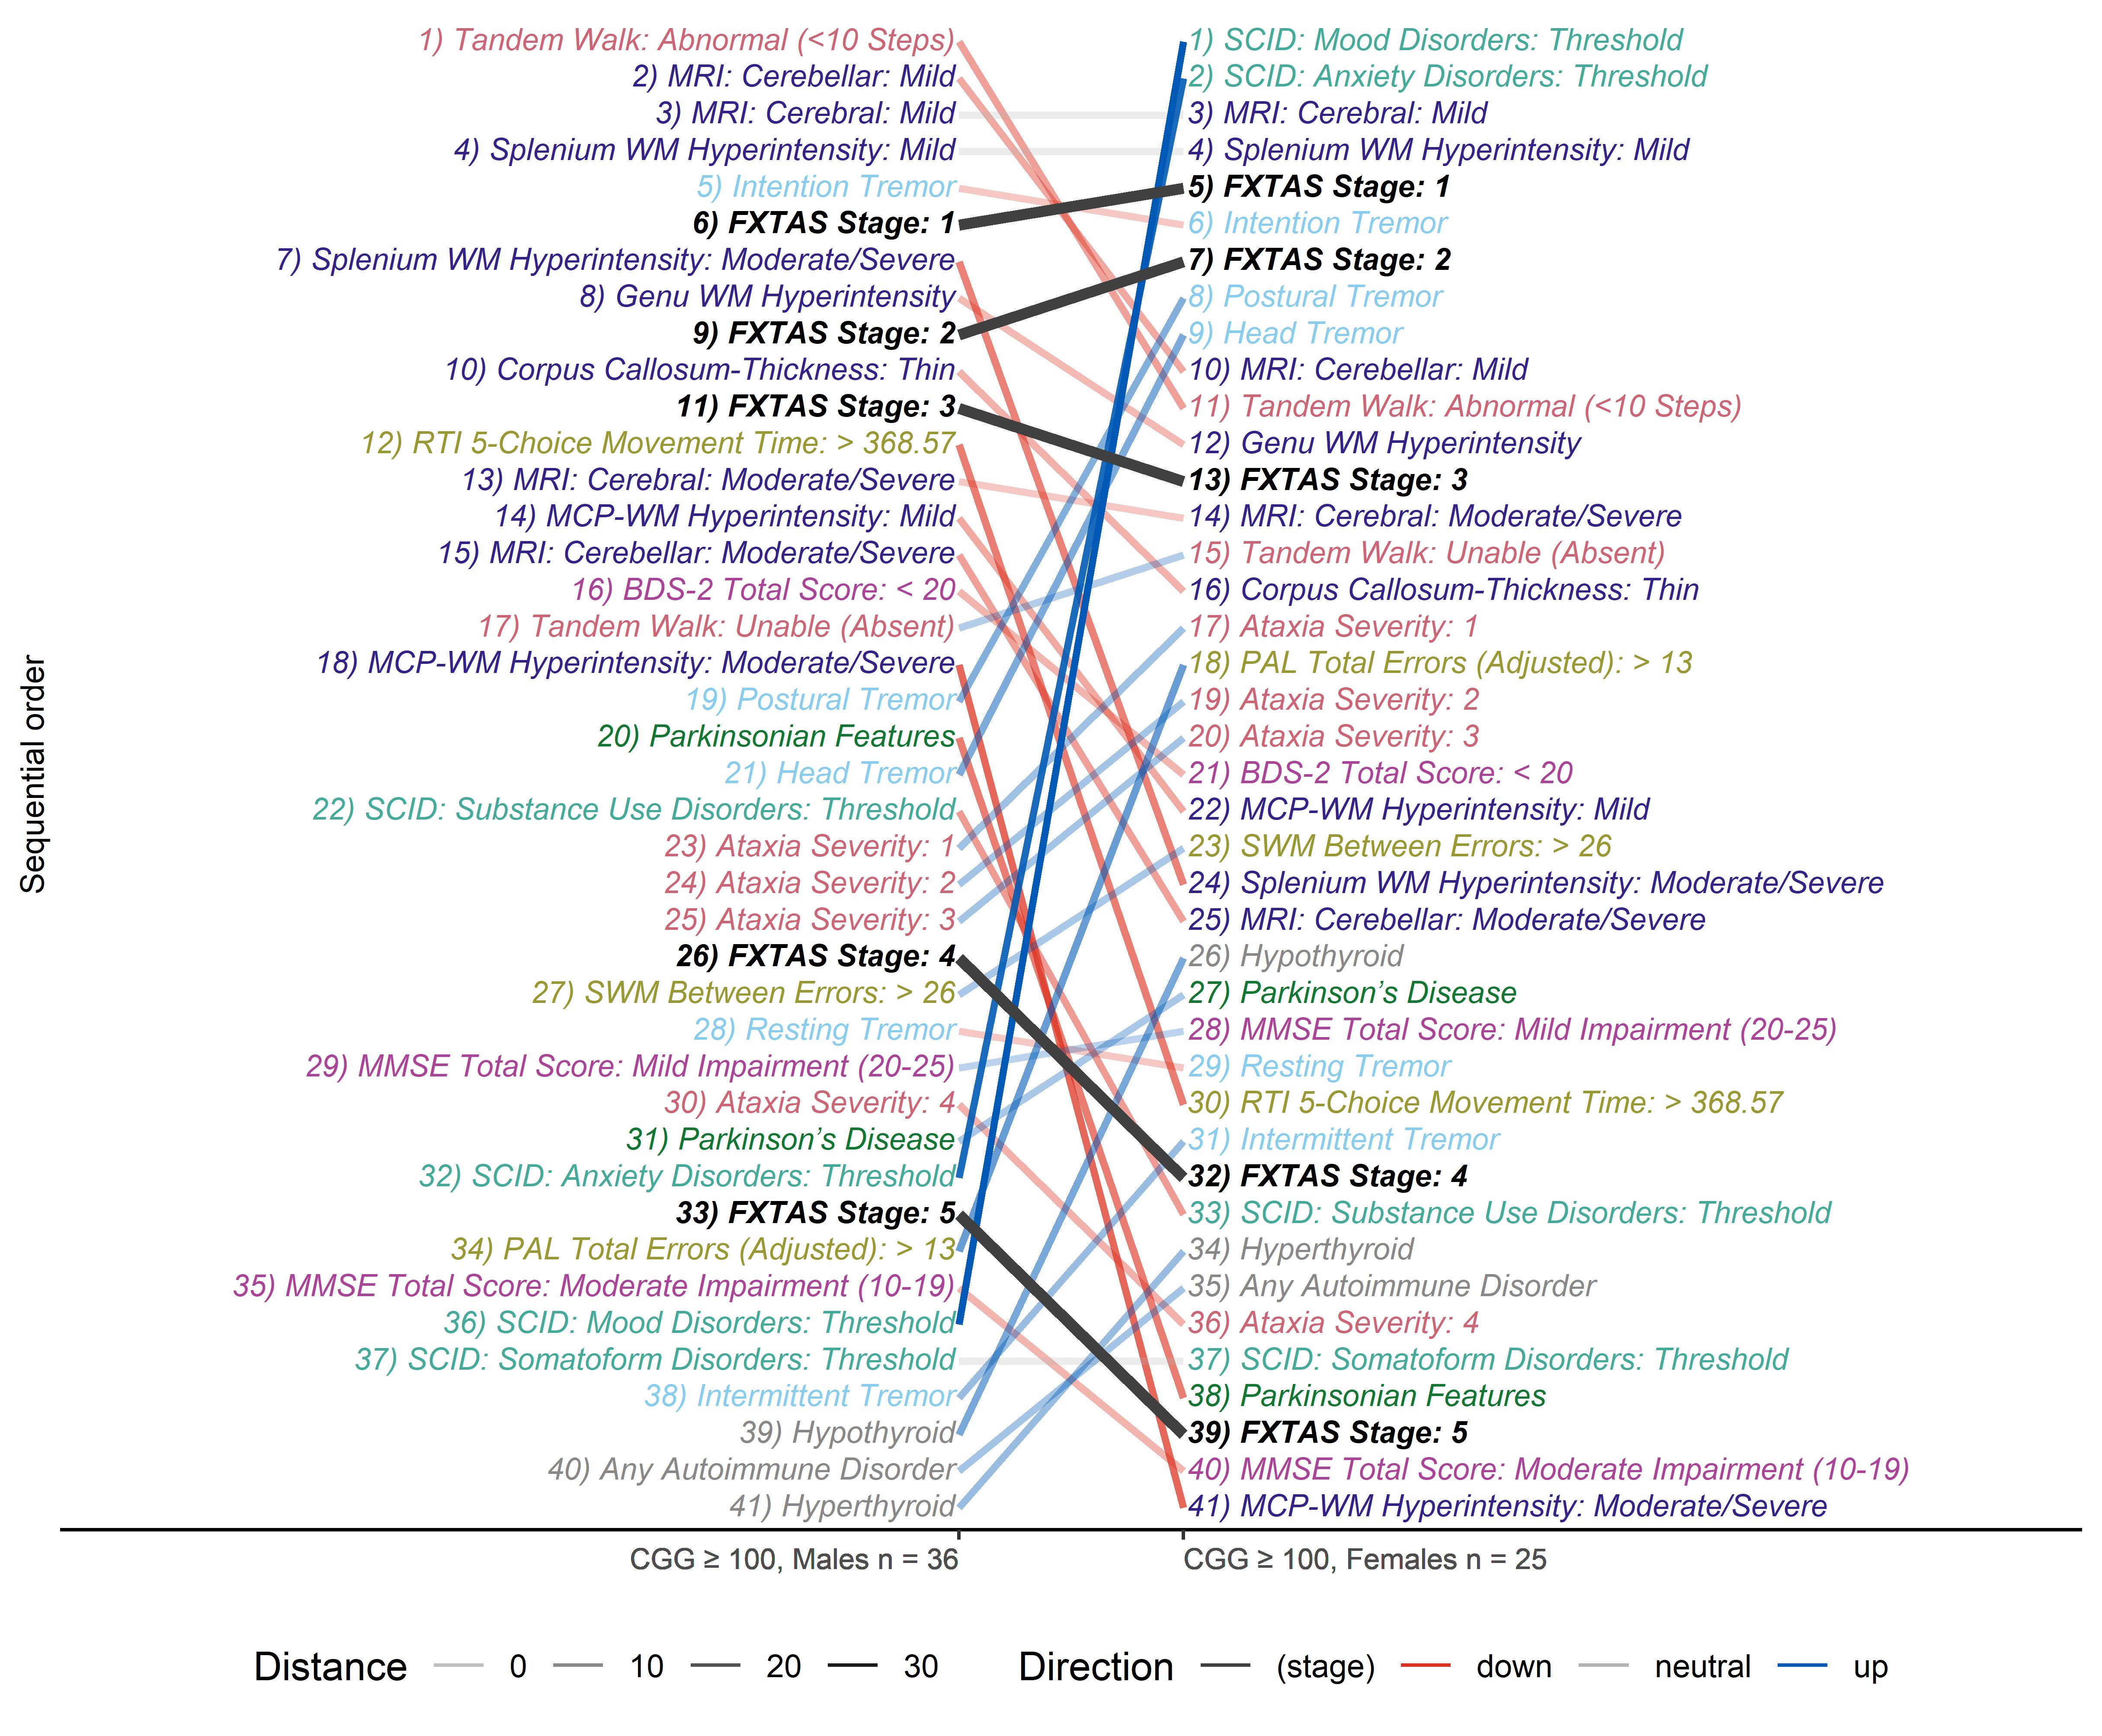 Sequential order
1) Tandem Walk: Abnormal (<10 Steps)
2) MRI: Cerebellar: Mild
3) MRI: Cerebral: Mild
4) Splenium WM Hyperintensity: Mild
5) Intention Tremor
6) FXTAS Stage: 1
7) Splenium WM Hyperintensity: Moderate/Severe
8) Genu WM Hyperintensity
9) FXTAS Stage: 2
10) Corpus Callosum-Thickness: Thin
11) FXTAS Stage: 3
12) RTI 5-Choice Movement Time: > 368.57
13) MRI: Cerebral: Moderate/Severe
14) MCP-WM Hyperintensity: Mild
15) MRI: Cerebellar: Moderate/Severe
16) BDS-2 Total Score: < 20
17) Tandem Walk: Unable (Absent)
18) MCP-WM Hyperintensity: Moderate/Severe
19) Postural Tremor
20) Parkinsonian Features
21) Head Tremor
22) SCID: Substance Use Disorders: Threshold
23) Ataxia Severity: 1
24) Ataxia Severity: 2
25) Ataxia Severity: 3
26) FXTAS Stage: 4
27) SWM Between Errors: > 26
28) Resting Tremor
29) MMSE Total Score: Mild Impairment (20-25)
30) Ataxia Severity: 4
31) Parkinson’s Disease
32) SCID: Anxiety Disorders: Threshold
33) FXTAS Stage: 5
34) PAL Total Errors (Adjusted): > 13
35) MMSE Total Score: Moderate Impairment (10-19)
36) SCID: Mood Disorders: Threshold
37) SCID: Somatoform Disorders: Threshold
38) Intermittent Tremor
39) Hypothyroid
40) Any Autoimmune Disorder
41) Hyperthyroid
1) SCID: Mood Disorders: Threshold
2) SCID: Anxiety Disorders: Threshold
3) MRI: Cerebral: Mild
4) Splenium WM Hyperintensity: Mild
5) FXTAS Stage: 1
6) Intention Tremor
7) FXTAS Stage: 2
8) Postural Tremor
9) Head Tremor
10) MRI: Cerebellar: Mild
11) Tandem Walk: Abnormal (<10 Steps)
12) Genu WM Hyperintensity
13) FXTAS Stage: 3
14) MRI: Cerebral: Moderate/Severe
15) Tandem Walk: Unable (Absent)
16) Corpus Callosum-Thickness: Thin
17) Ataxia Severity: 1
18) PAL Total Errors (Adjusted): > 13
19) Ataxia Severity: 2
20) Ataxia Severity: 3
21) BDS-2 Total Score: < 20
22) MCP-WM Hyperintensity: Mild
23) SWM Between Errors: > 26
24) Splenium WM Hyperintensity: Moderate/Severe
25) MRI: Cerebellar: Moderate/Severe
26) Hypothyroid
27) Parkinson’s Disease
28) MMSE Total Score: Mild Impairment (20-25)
29) Resting Tremor
30) RTI 5-Choice Movement Time: > 368.57
31) Intermittent Tremor
32) FXTAS Stage: 4
33) SCID: Substance Use Disorders: Threshold
34) Hyperthyroid
35) Any Autoimmune Disorder
36) Ataxia Severity: 4
37) SCID: Somatoform Disorders: Threshold
38) Parkinsonian Features
39) FXTAS Stage: 5
40) MMSE Total Score: Moderate Impairment (10-19)
41) MCP-WM Hyperintensity: Moderate/Severe
CGG ≥ 100, Males n = 36
CGG ≥ 100, Females n = 25
Distance 0 10 20 30
Direction (stage) down neutral up